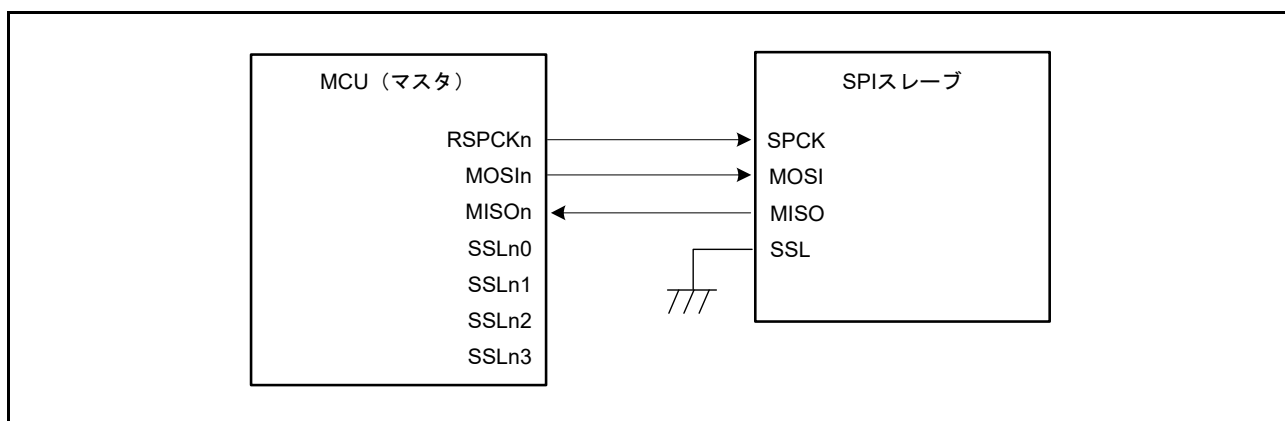 MCU（マスタ）
RSPCKn
MOSIn
MISOn
SSLn0
SSLn1
SSLn2
SSLn3
SPIスレーブ
SPCK
MOSI
MISO
SSL